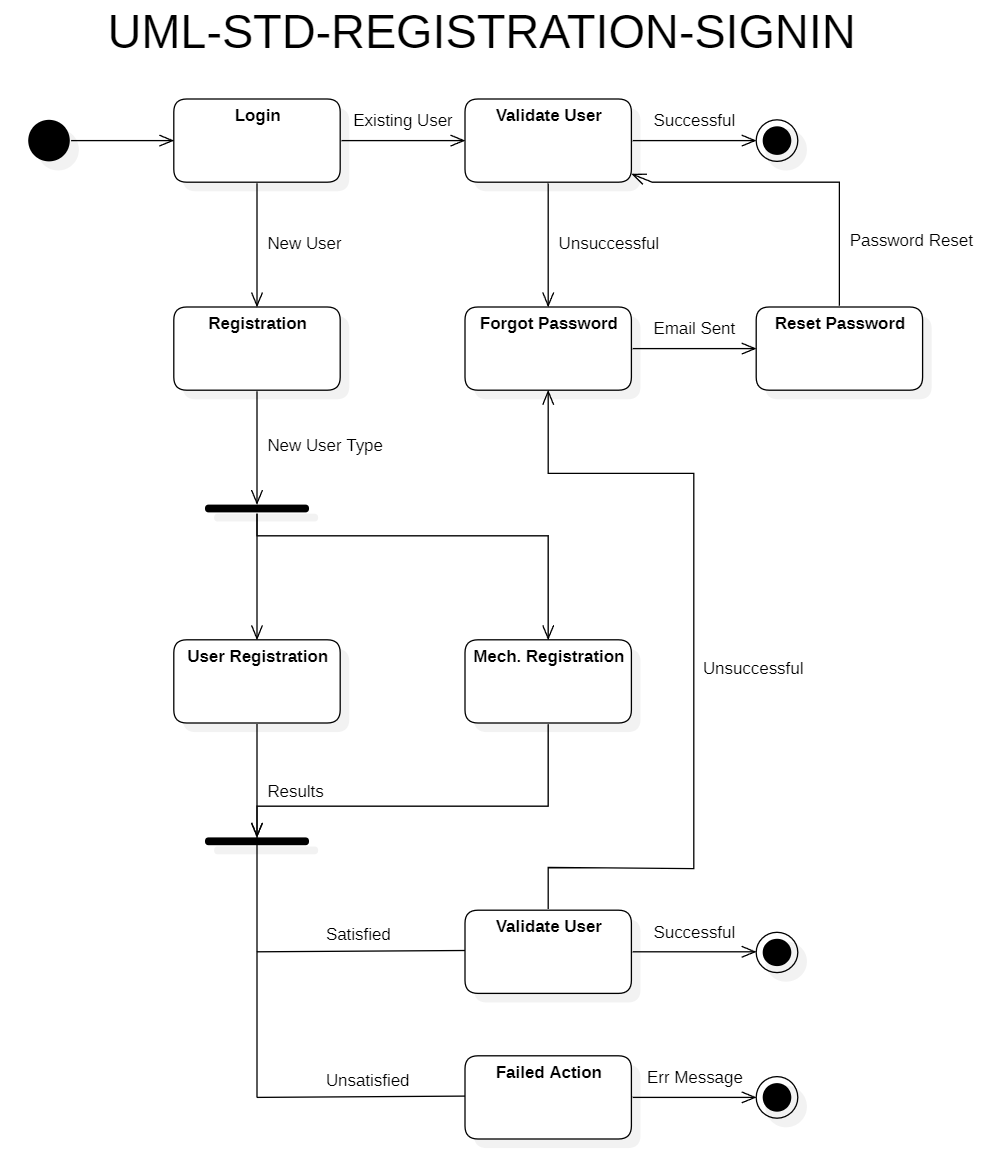 UML-STD-REGISTRATION-SIGNIN
Login
Existing User
Validate User
Successful
New User
Unsuccessful
Password Reset
Registration
Forgot Password
Email Sent
Reset Password
New User Type
User Registration
Mech. Registration
Unsuccessful
Results
Satisfied
Validate User
Successful
Unsatisfied
Failed Action
Err Message